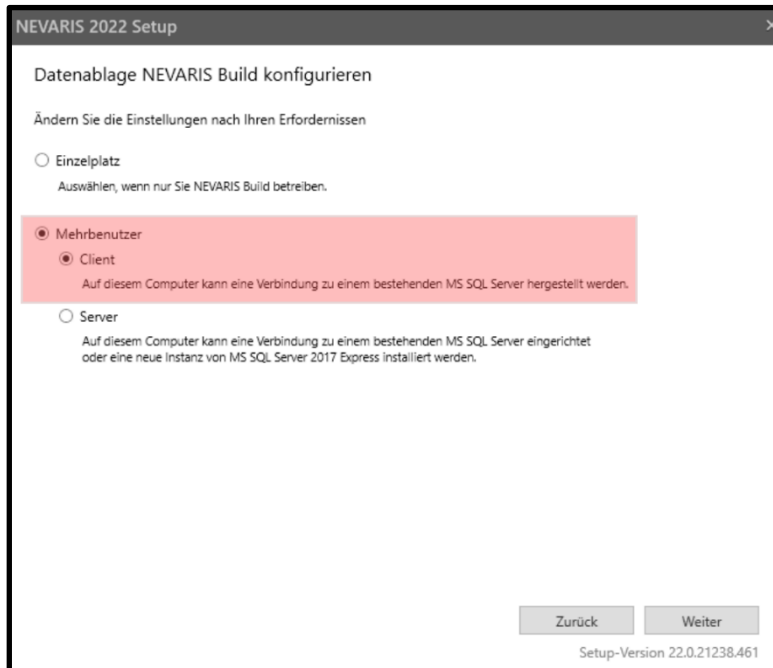 NEVARIS 2022 Setup
Datenablage NEVARIS Build konfigurieren
Ändern Sie die Einstellungen nach Ihren Erfordernissen
Einzelplatz
Auswählen, wenn nur Sie NEVARIS Build betreiben.
Mehrbenutzer
Client
Auf diesem Computer kann eine Verbindung zu einem bestehenden MS SQL Server hergestellt werden.
Server
Auf diesem Computer kann eine Verbindung zu einem bestehenden MS SQL Server eingerichtet
oder eine neue Instanz von MS SQL Server 2017 Express installiert werden.
Zurück Weiter
Setup-Version 22.0.21238.461